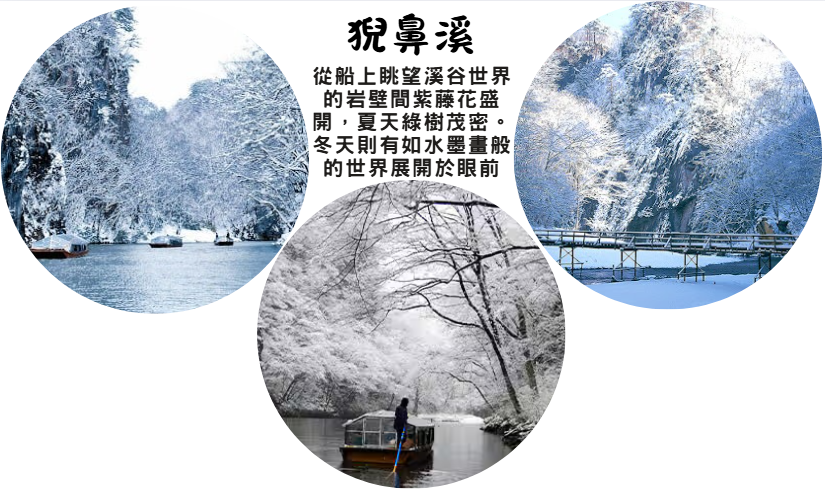 猊鼻溪
從船上眺望溪谷世界
的岩壁間紫藤花盛
開，夏天綠樹茂密。
冬天則有如水墨畫般
的世界展開於眼前